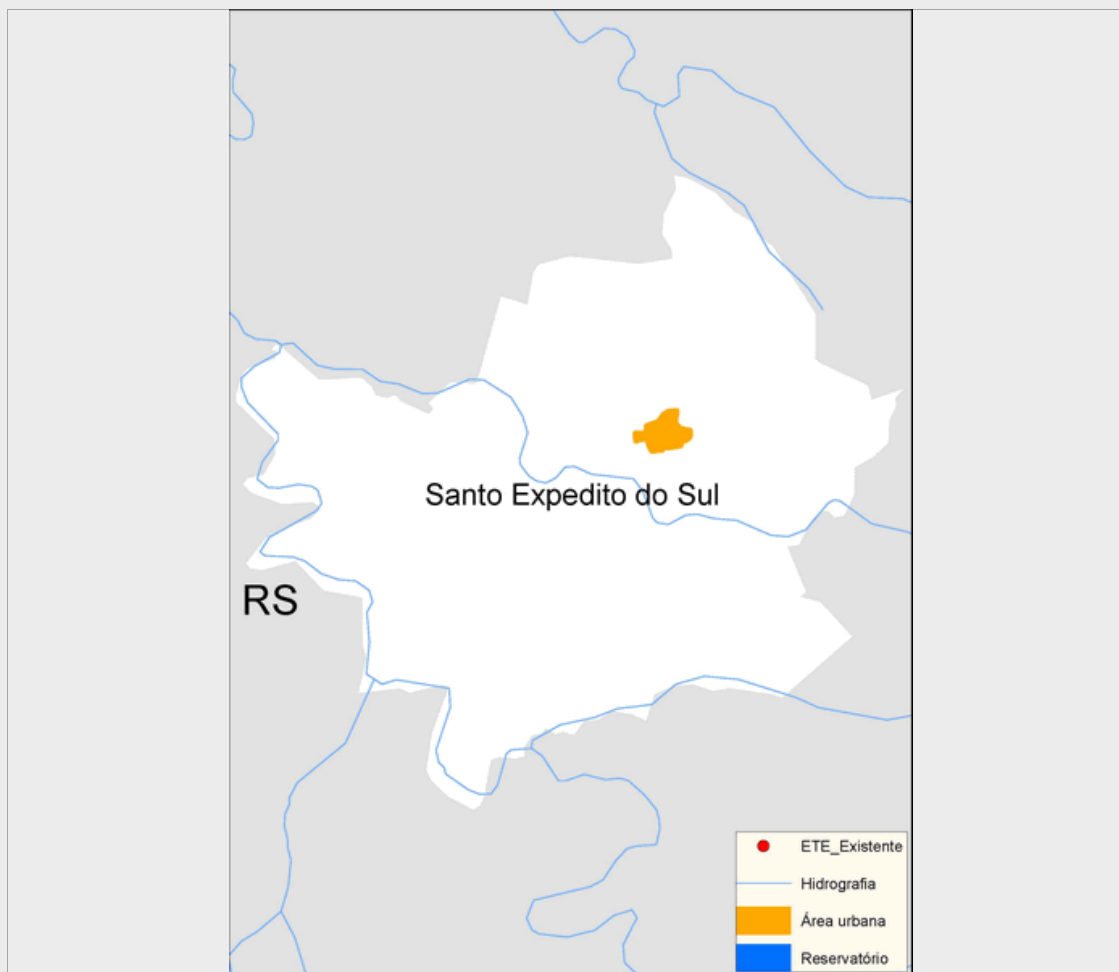 Santo Expedito do Sul
RS
ETE_Existente
Hidrografia
Área urbana
Reservatório